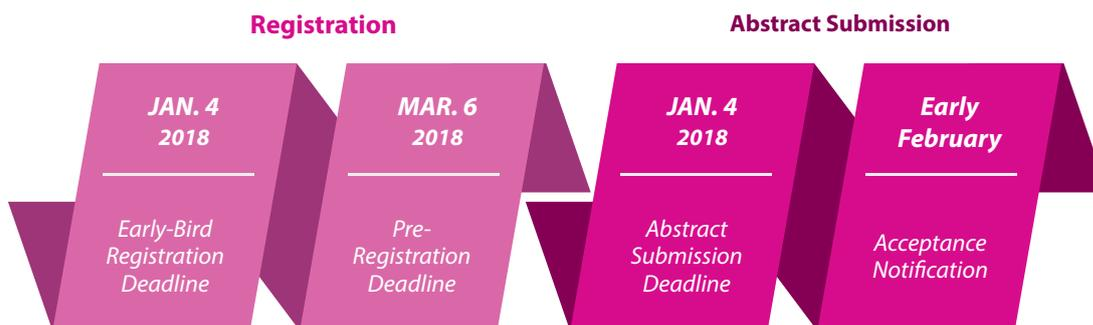 Registration
Abstract Submission
JAN. 4
2018
Early-Bird
Registration
Deadline
MAR. 6
2018
Pre-
Registration
Deadline
JAN. 4
2018
Abstract
Submission
Deadline
Early
February
Acceptance
Notification